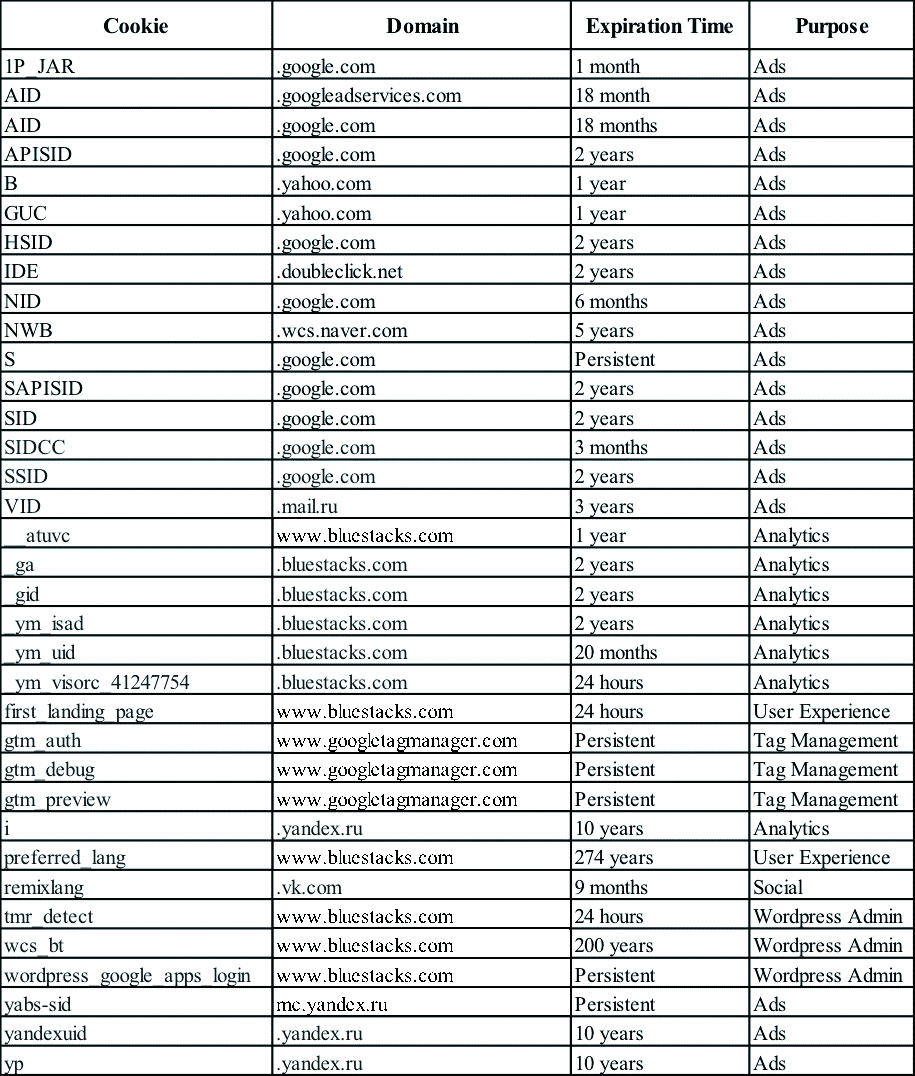 Cookie Domain Expiration Time Purpose
1P_JAR .google.com 1 month Ads
AID .googleadservices.com 18 month Ads
AID .google.com 18 months Ads
APISID .google.com 2 years Ads
B .yahoo.com 1 year Ads
GUC .yahoo.com 1 year Ads
HSID .google.com 2 years Ads
IDE .doubleclick.net 2 years Ads
NID .google.com 6 months Ads
NWB .wcs.naver.com 5 years Ads
S .google.com Persistent Ads
SAPISID .google.com 2 years Ads
SID .google.com 2 years Ads
SIDCC .google.com 3 months Ads
SSID .google.com 2 years Ads
VID .mail.ru 3 years Ads
__atuvc www.bluestacks.com 1 year Analytics
_ga .bluestacks.com 2 years Analytics
_gid .bluestacks.com 2 years Analytics
_ym_isad .bluestacks.com 2 years Analytics
_ym_uid .bluestacks.com 20 months Analytics
_ym_visorc_41247754 .bluestacks.com 24 hours Analytics
first_landing_page www.bluestacks.com 24 hours User Experience
gtm_auth www.googletagmanager.com Persistent Tag Management
gtm_debug www.googletagmanager.com Persistent Tag Management
gtm_preview www.googletagmanager.com Persistent Tag Management
i .yandex.ru 10 years Analytics
preferred_lang www.bluestacks.com 274 years User Experience
remixlang .vk.com 9 months Social
tmr_detect www.bluestacks.com 24 hours Wordpress Admin
wcs_bt www.bluestacks.com 200 years Wordpress Admin
wordpress_google_apps_login www.bluestacks.com Persistent Wordpress Admin
yabs-sid mc.yandex.ru Persistent Ads
yandexuid .yandex.ru 10 years Ads
yp .yandex.ru 10 years Ads